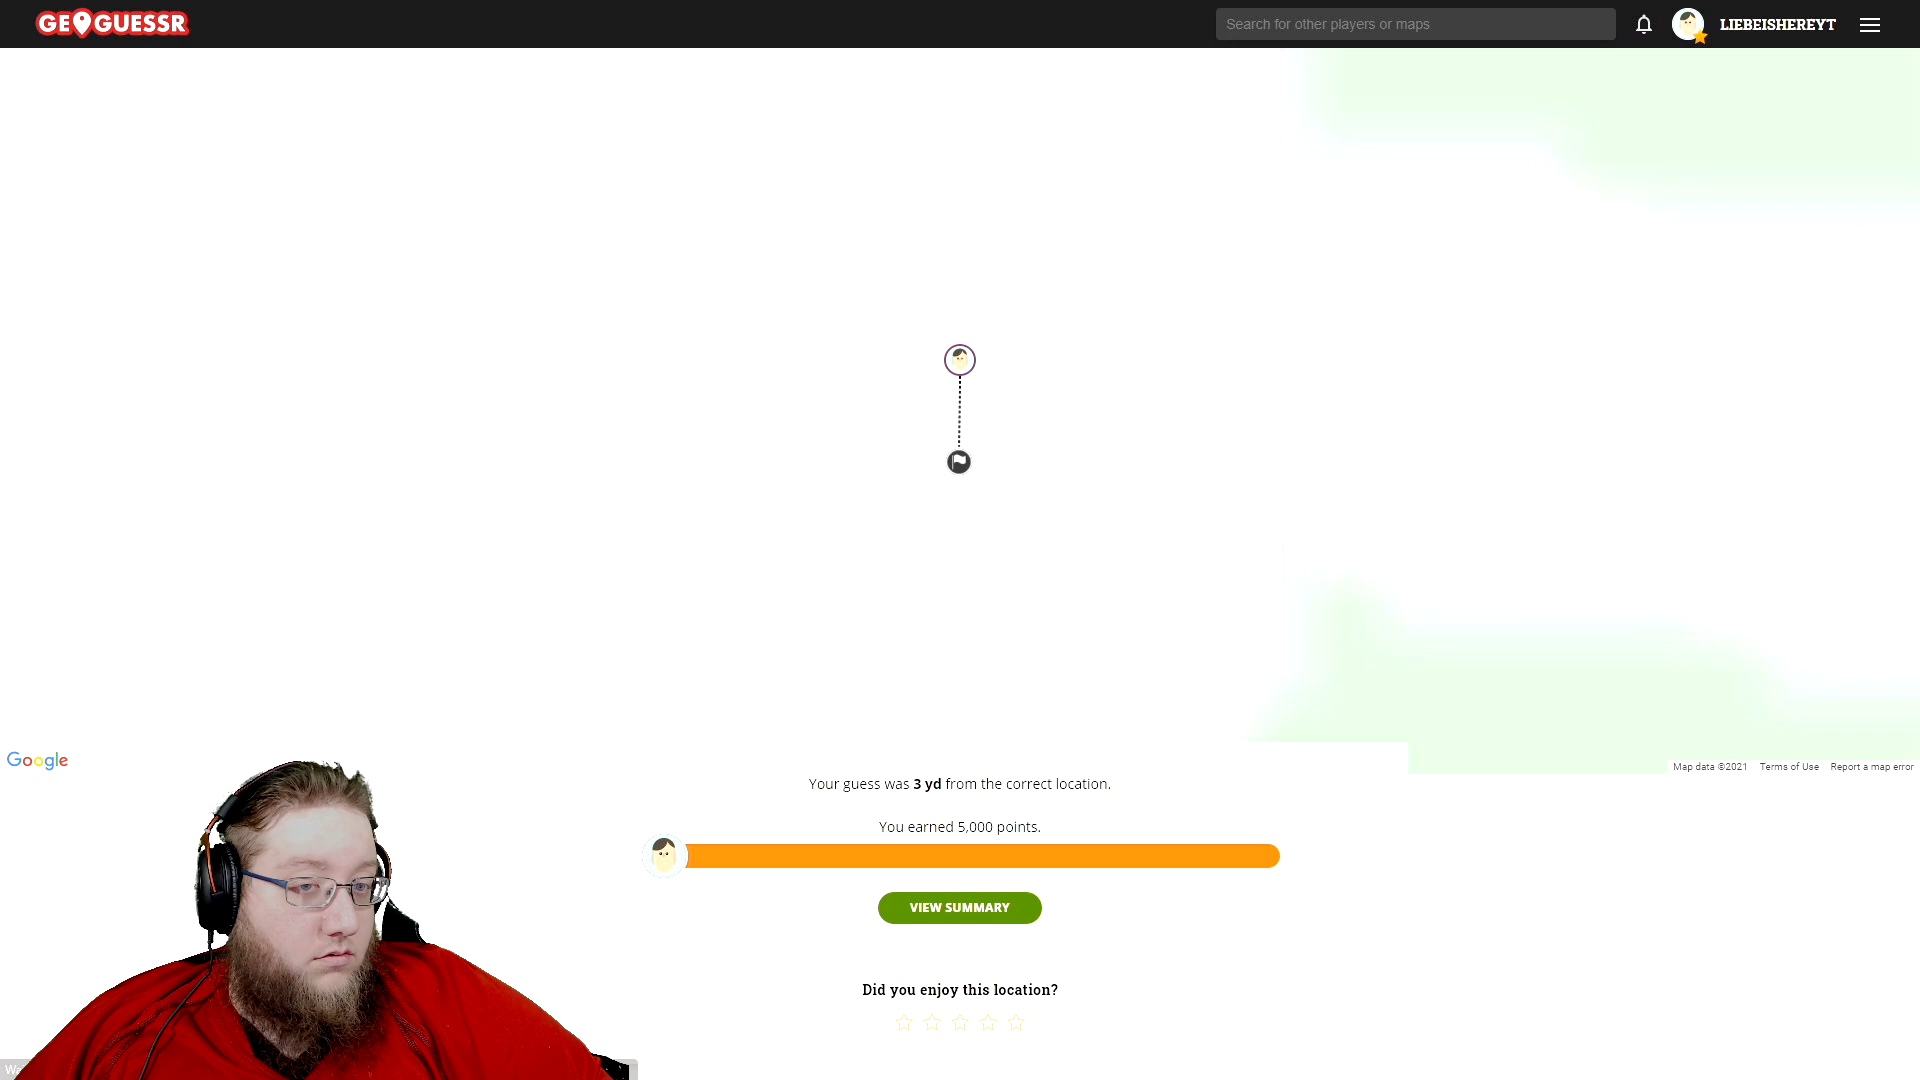 GEOGUESSR
Search for other players or maps
LIEBEISHEREYT
Google
Map data ©2021
Terms of Use
Report a map error
Your guess was 3 yd from the correct location.
You earned 5,000 points.
VIEW SUMMARY
Did you enjoy this location?